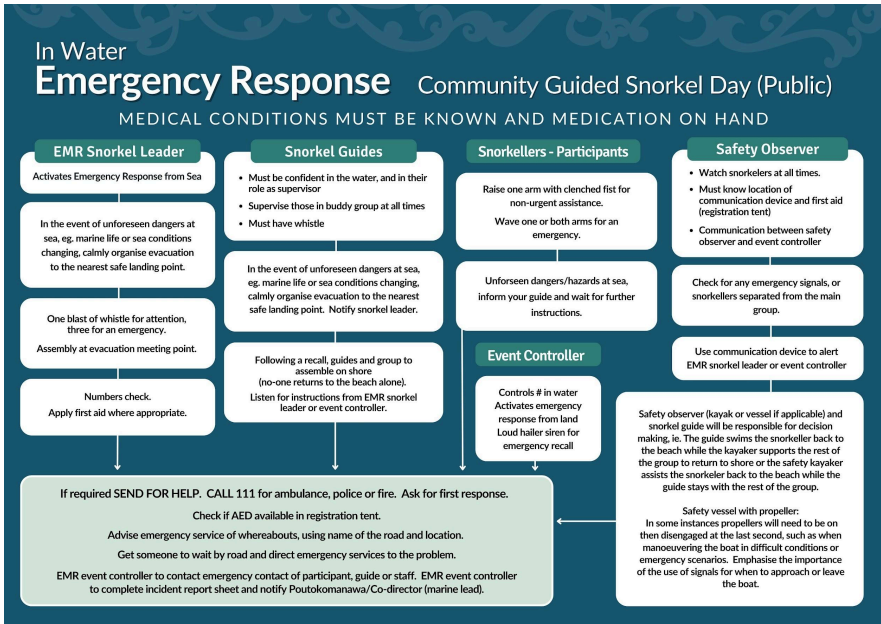 In Water
Emergency Response
Community Guided Snorkel Day (Public)
MEDICAL CONDITIONS MUST BE KNOWN AND MEDICATION ON HAND
EMR Snorkel Leader
Activates Emergency Response from Sea
In the event of unforeseen dangers at
sea, eg. marine life or sea conditions
changing, calmly organise evacuation
to the nearest safe landing point.
One blast of whistle for attention,
three for an emergency.
Assembly at evacuation meeting point.
Numbers check.
Apply first aid where appropriate.
Snorkel Guides
• Must be confident in the water, and in their
role as supervisor
• Supervise those in buddy group at all times
• Must have whistle
In the event of unforeseen dangers at sea,
eg. marine life or sea conditions changing,
calmly organise evacuation to the nearest
safe landing point. Notify snorkel leader.
Following a recall, guides and group to
assemble on shore
(no-one returns to the beach alone).
Listen for instructions from EMR snorkel
leader or event controller.
Snorkellers - Participants
Raise one arm with clenched fist for
non-urgent assistance.
Wave one or both arms for an
emergency.
Unforseen dangers/hazards at sea,
inform your guide and wait for further
instructions.
Event Controller
Controls # in water
Activates emergency
response from land
Loud hailer siren for
emergency recall
Safety Observer
• Watch snorkelers at all times.
• Must know location of
communication device and first aid
(registration tent)
• Communication between safety
observer and event controller
Check for any emergency signals, or
snorkellers separated from the main
group.
Use communication device to alert
EMR snorkel leader or event controller
Safety observer (kayak or vessel if applicable) and
snorkel guide will be responsible for decision
making, ie. The guide swims the snorkeller back to
the beach while the kayaker supports the rest of
the group to return to shore or the safety kayaker
assists the snorkeler back to the beach while the
guide stays with the rest of the group.
Safety vessel with propeller:
In some instances propellers will need to be on
then disengaged at the last second, such as when
manoeuvering the boat in difficult conditions or
emergency scenarios. Emphasise the importance
of the use of signals for when to approach or leave
the boat.
If required SEND FOR HELP. CALL 111 for ambulance, police or fire. Ask for first response.
Check if AED available in registration tent.
Advise emergency service of whereabouts, using name of the road and location.
Get someone to wait by road and direct emergency services to the problem.
EMR event controller to contact emergency contact of participant, guide or staff. EMR event controller
to complete incident report sheet and notify Poutokomanawa/Co-director (marine lead).